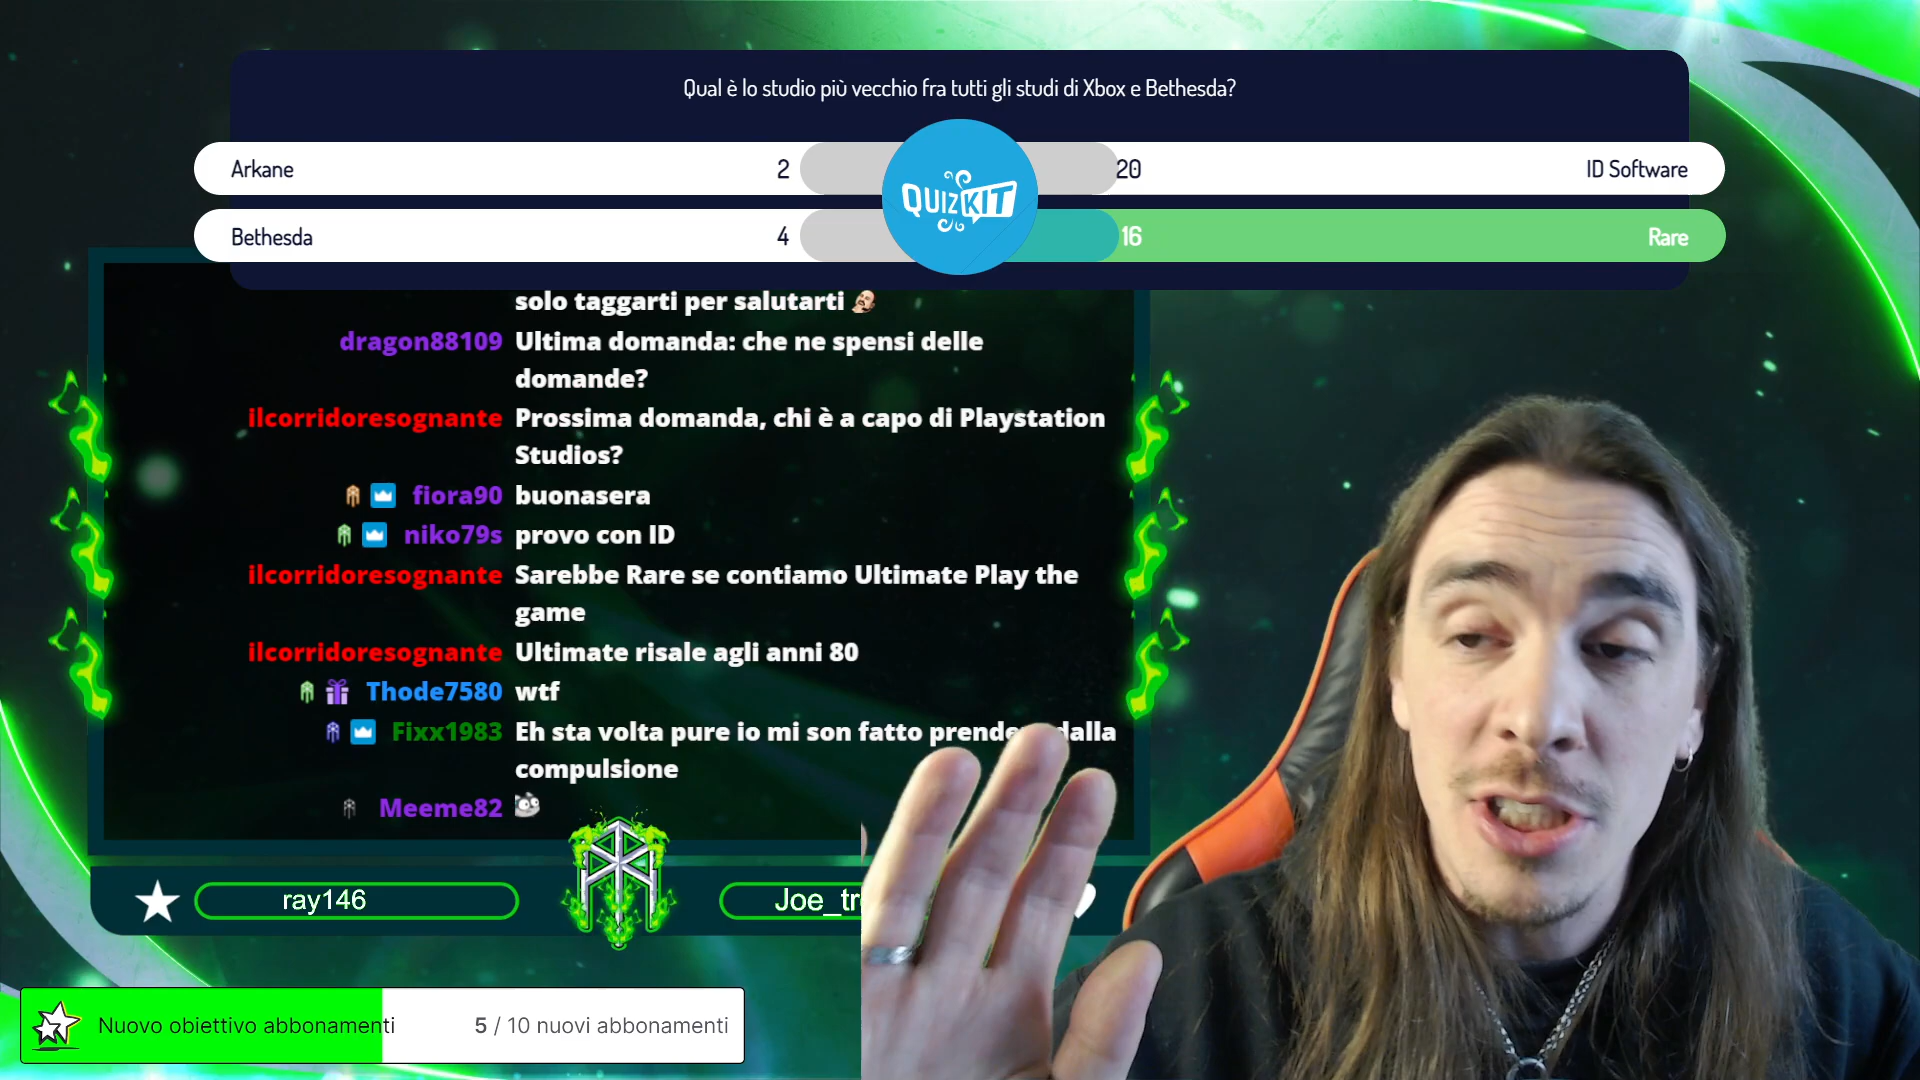 Qual è lo studio più vecchio fra tutti gli studi di Xbox e Bethesda?
Arkane 2
20 ID Software
Bethesda 4
16 Rare
QUIZKIT
solo taggarti per salutarti
dragon88109 Ultima domanda: che ne spensi delle
domande?
ilcorridoresognante Prossima domanda, chi è a capo di Playstation
Studios?
fiora90 buonasera
niko79s provo con ID
ilcorridoresognante Sarebbe Rare se contiamo Ultimate Play the
game
ilcorridoresognante Ultimate risale agli anni 80
Thode7580 wtf
Fixx1983 Eh sta volta pure io mi son fatto dalla
compulsione
Meeme82
ray146
Nuovo obiettivo abbonamenti 5 / 10 nuovi abbonamenti